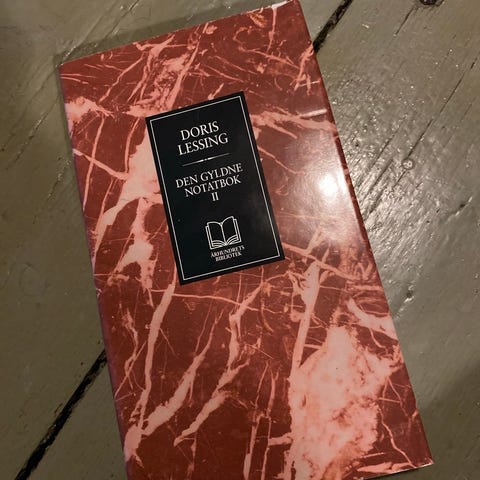 DORIS
LESSING
DEN GYLDNE
NOTATBOK
II
ÅRHUNDRETS
BIBLIOTEK